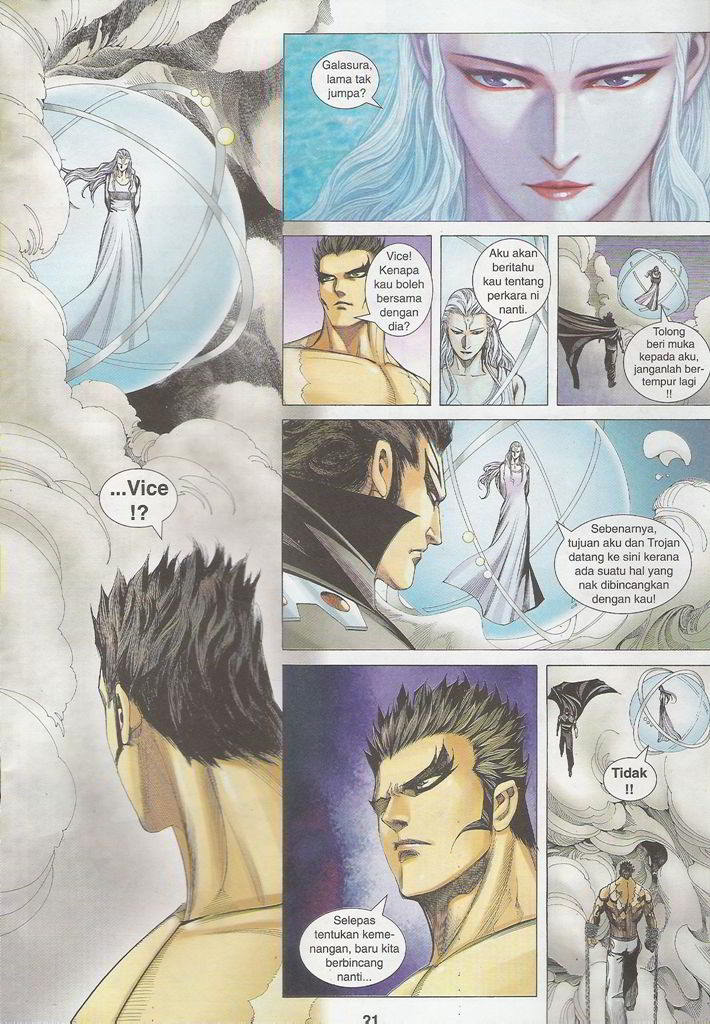 Galasura,
lama tak
jumpa?
...Vice
!?
Vice!
Kenapa
kau boleh
bersama
dengan
dia?
Aku akan
beritahu
kau tentang
perkara ni
nanti.
Tolong
beri muka
kepada aku,
janganlah ber-
tempur lagi
!!
Sebenarnya,
tujuan aku dan Trojan
datang ke sini kerana
ada suatu hal yang
nak dibincangkan
dengan kau!
Selepas
tentukan keme-
nangan, baru kita
berbincang
nanti...
Tidak
!!
21